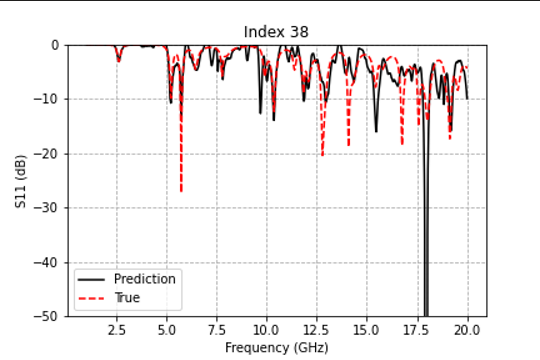 Index 38
0
−10
−20
−30
−40
−50
S11 (dB)
Prediction
True
2.5 5.0 7.5 10.0 12.5 15.0 17.5 20.0
Frequency (GHz)